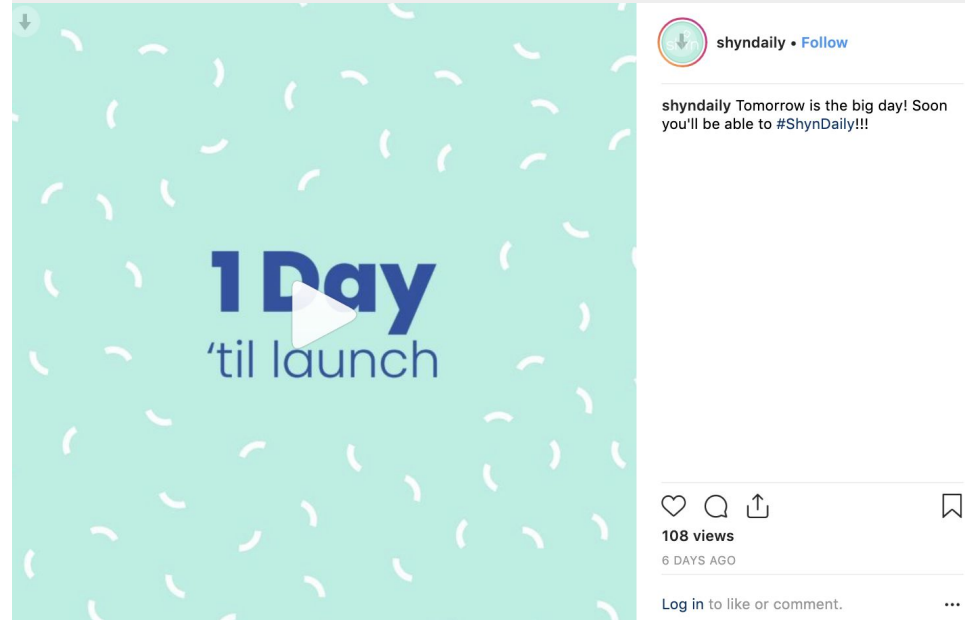 1 Day
‘til launch
shyndaily • Follow
shyndaily Tomorrow is the big day! Soon
you'll be able to #ShynDaily!!!
108 views
6 DAYS AGO
Log in to like or comment.